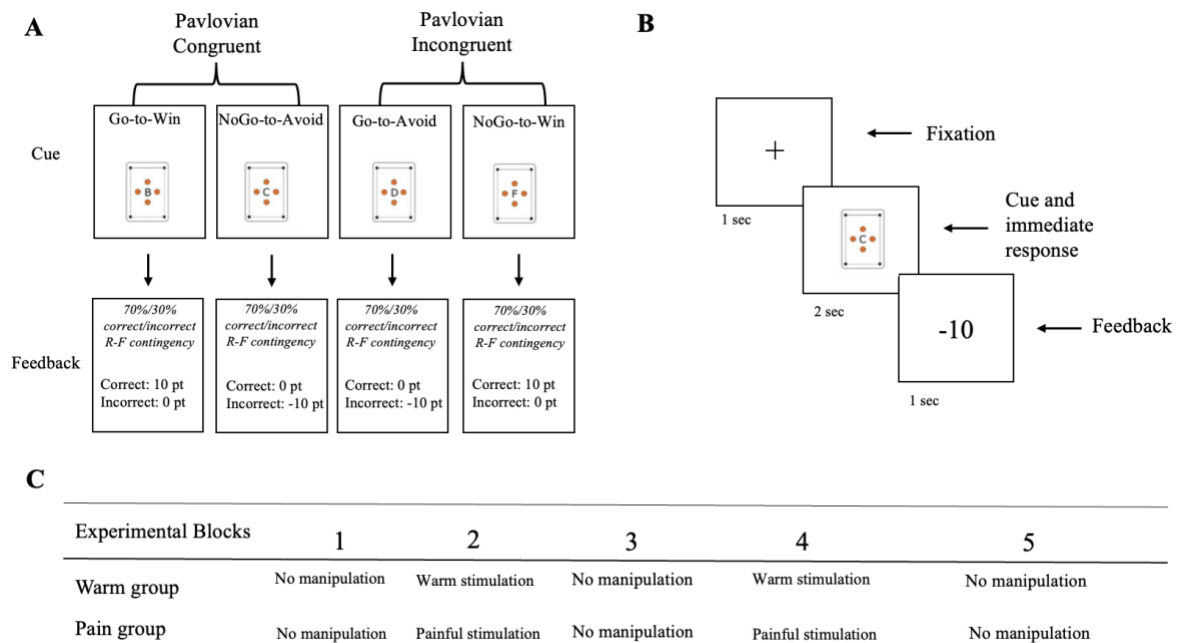 A
Pavlovian
Congruent
Pavlovian
Incongruent
Cue
Go-to-Win
NoGo-to-Avoid
Go-to-Avoid
NoGo-to-Win
B
C
D
F
Feedback
70%/30%
correct/incorrect
R-F contingency
Correct: 10 pt
Incorrect: 0 pt
70%/30%
correct/incorrect
R-F contingency
Correct: 0 pt
Incorrect: -10 pt
70%/30%
correct/incorrect
R-F contingency
Correct: 0 pt
Incorrect: -10 pt
70%/30%
correct/incorrect
R-F contingency
Correct: 10 pt
Incorrect: 0 pt
B
+
Fixation
1 sec
C
Cue and
immediate
response
2 sec
-10
Feedback
1 sec
C
Experimental Blocks 1 2 3 4 5
Warm group No manipulation Warm stimulation No manipulation Warm stimulation No manipulation
Pain group No manipulation Painful stimulation No manipulation Painful stimulation No manipulation